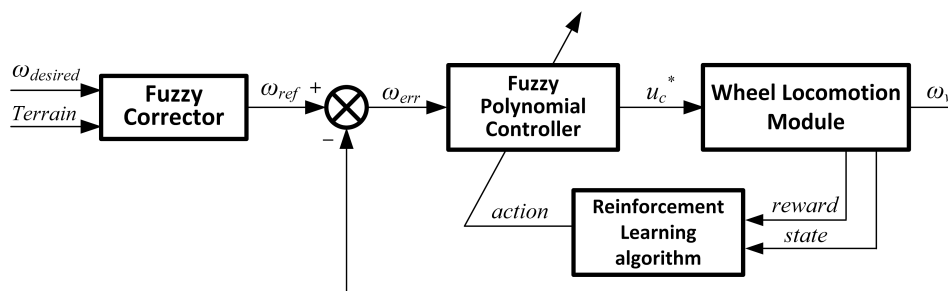 ω_desired
Terrain
Fuzzy
Corrector
ω_ref
+
−
ω_err
Fuzzy
Polynomial
Controller
u_c^*
Wheel Locomotion
Module
action
Reinforcement
Learning
algorithm
reward
state